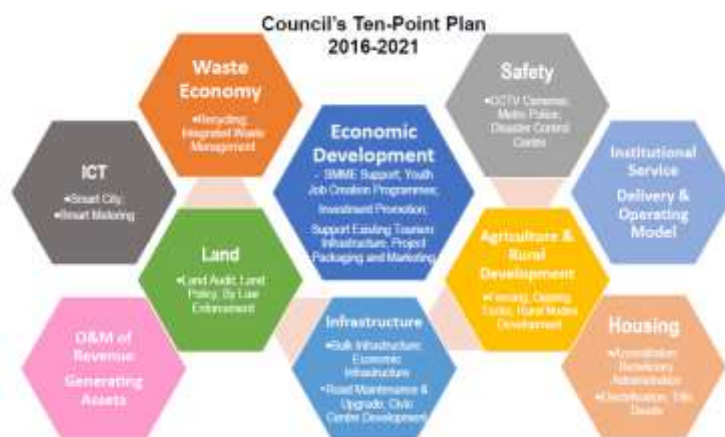 Council's Ten-Point Plan
2016-2021
Waste
Economy
•Recycling;
Integrated Waste
Management
Safety
•CCTV Cameras;
Metro Police;
Disaster Control
Centre
Economic
Development
- SMME Support; Youth
Job Creation Programmes;
Investment Promotion;
Support Existing Tourism
Infrastructure; Project
Packaging and Marketing
ICT
•Smart City;
•Smart Metering
Institutional
Service
Delivery &
Operating
Model
Land
•Land Audit; Land
Policy; By Law
Enforcement
Agriculture &
Rural
Development
•Fencing, Dipping
Tanks, Rural Nodes
Development
O&M of
Revenue
Generating
Assets
Infrastructure
•Bulk Infrastructure;
Economic
Infrastructure
•Road Maintenance &
Upgrade; Civic
Centre Development
Housing
•Accreditation;
Beneficiary
Administration
•Electrification; Title
Deeds